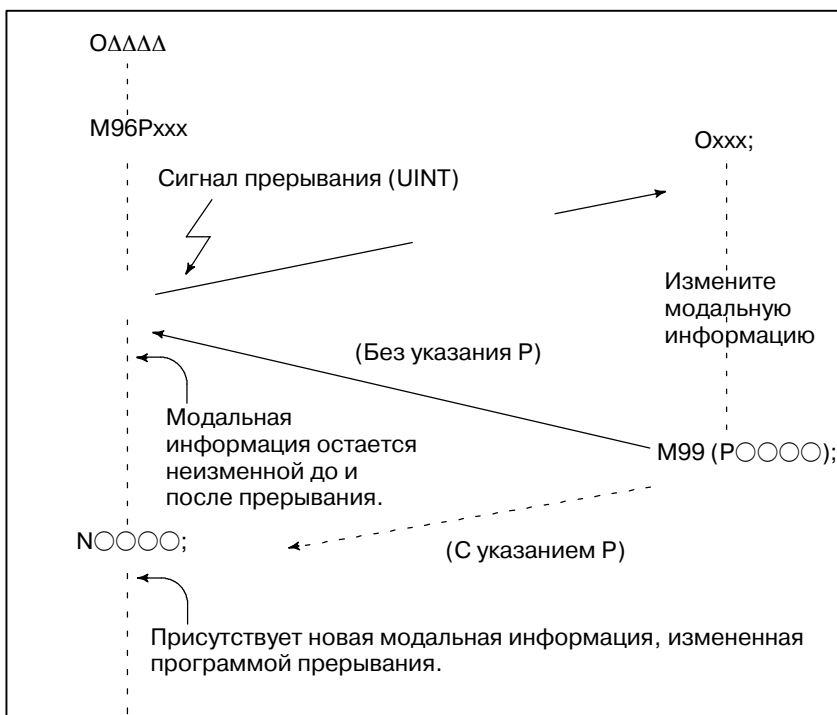 OΔΔΔΔ
M96Pxxx
Oxxx;
Сигнал прерывания (UINT)
Измените
модальную
информацию
(Без указания P)
Модальная
информация остается
неизменной до и
после прерывания.
M99 (P○○○○);
N○○○○;
(С указанием P)
Присутствует новая модальная информация, измененная
программой прерывания.